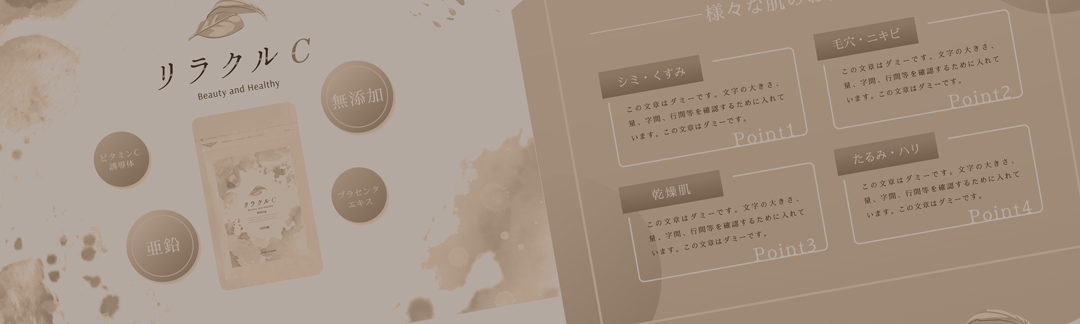 リラクルC
Beauty and Healthy
無添加
ビタミンC
誘導体
プラセンタ
エキス
亜鉛
リラクルC
様々な肌の
シミ・くすみ
この文章はダミーです。文字の大きさ、
量、字間、行間等を確認するために入れて
います。この文章はダミーです。
Point1
毛穴・ニキビ
この文章はダミーです。文字の大きさ、
量、字間、行間等を確認するために入れて
います。この文章はダミーです。
Point2
乾燥肌
この文章はダミーです。文字の大きさ、
量、字間、行間等を確認するために入れて
います。この文章はダミーです。
Point3
たるみ・ハリ
この文章はダミーです。文字の大きさ、
量、字間、行間等を確認するために入れて
います。この文章はダミーです。
Point4